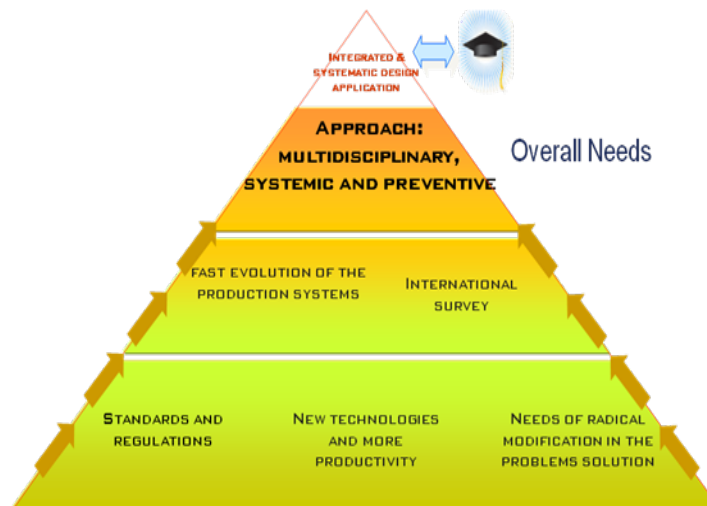 INTEGRATED &
SYSTEMATIC DESIGN
APPLICATION
APPROACH:
MULTIDISCIPLINARY,
SYSTEMIC AND PREVENTIVE
Overall Needs
FAST EVOLUTION OF THE
PRODUCTION SYSTEMS
INTERNATIONAL
SURVEY
STANDARDS AND
REGULATIONS
NEW TECHNOLOGIES
AND MORE
PRODUCTIVITY
NEEDS OF RADICAL
MODIFICATION IN THE
PROBLEMS SOLUTION